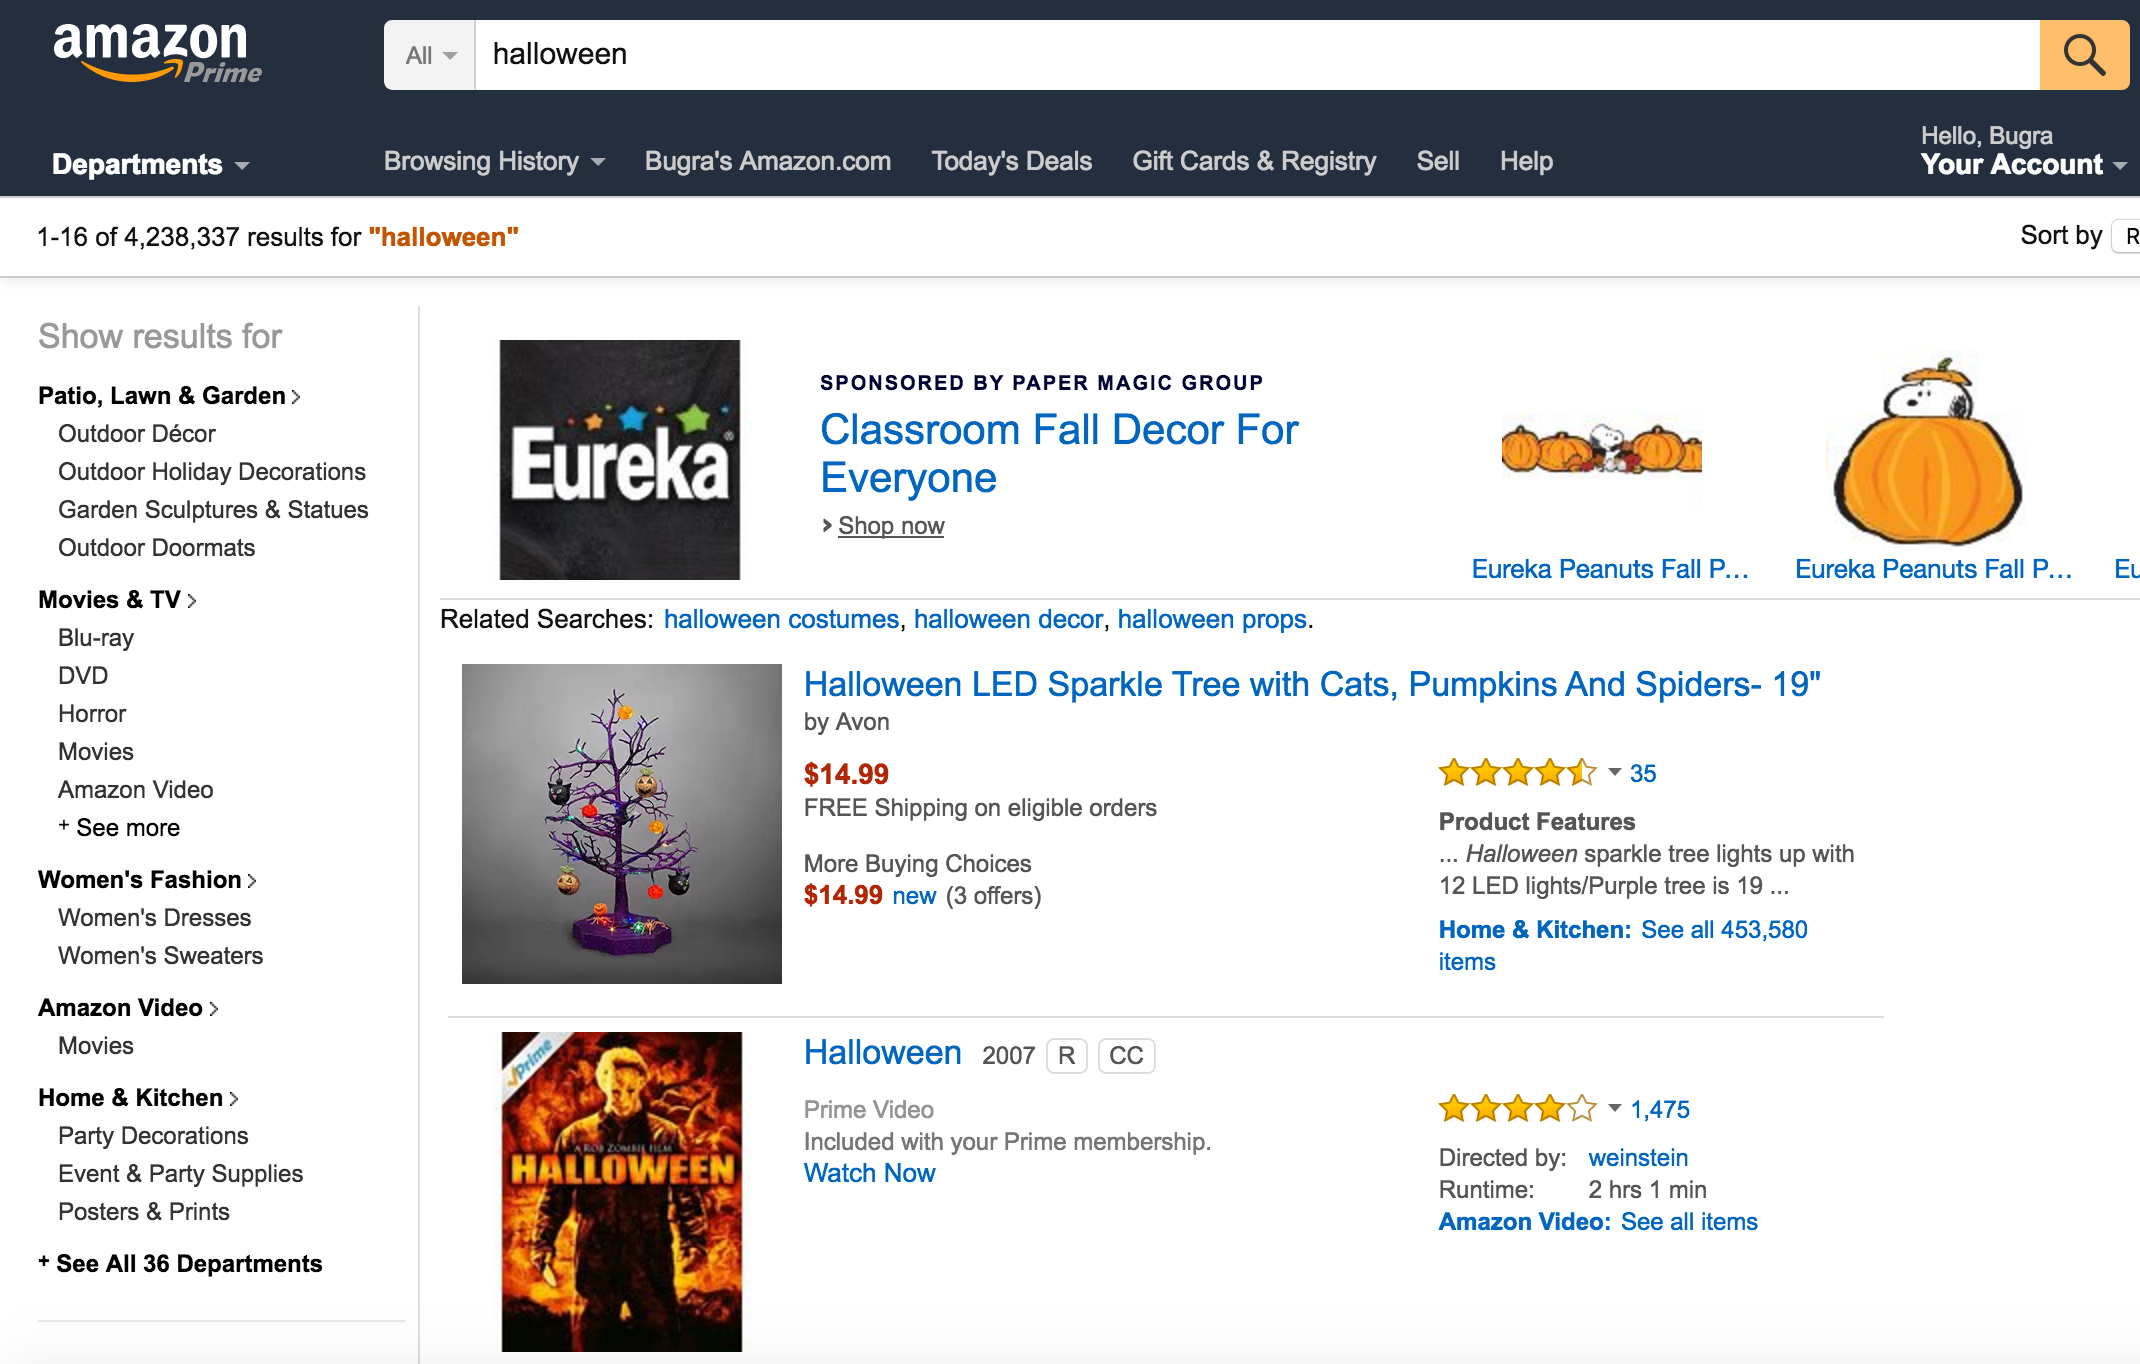 amazon
Prime
All
halloween
Departments
Browsing History
Bugra's Amazon.com
Today's Deals
Gift Cards & Registry
Sell
Help
Hello, Bugra
Your Account
1-16 of 4,238,337 results for "halloween"
Sort by R
Show results for
Patio, Lawn & Garden
Outdoor Décor
Outdoor Holiday Decorations
Garden Sculptures & Statues
Outdoor Doormats
Movies & TV
Blu-ray
DVD
Horror
Movies
Amazon Video
+ See more
Women's Fashion
Women's Dresses
Women's Sweaters
Amazon Video
Movies
Home & Kitchen
Party Decorations
Event & Party Supplies
Posters & Prints
+ See All 36 Departments
Eureka®
SPONSORED BY PAPER MAGIC GROUP
Classroom Fall Decor For
Everyone
› Shop now
Eureka Peanuts Fall P...
Eureka Peanuts Fall P...
Eu
Related Searches: halloween costumes, halloween decor, halloween props.
Halloween LED Sparkle Tree with Cats, Pumpkins And Spiders- 19"
by Avon
$14.99
FREE Shipping on eligible orders
More Buying Choices
$14.99 new (3 offers)
35
Product Features
... Halloween sparkle tree lights up with
12 LED lights/Purple tree is 19 ...
Home & Kitchen: See all 453,580
items
Prime
A ROB ZOMBIE FILM
HALLOWEEN
Halloween 2007 R CC
Prime Video
Included with your Prime membership.
Watch Now
1,475
Directed by: weinstein
Runtime: 2 hrs 1 min
Amazon Video: See all items